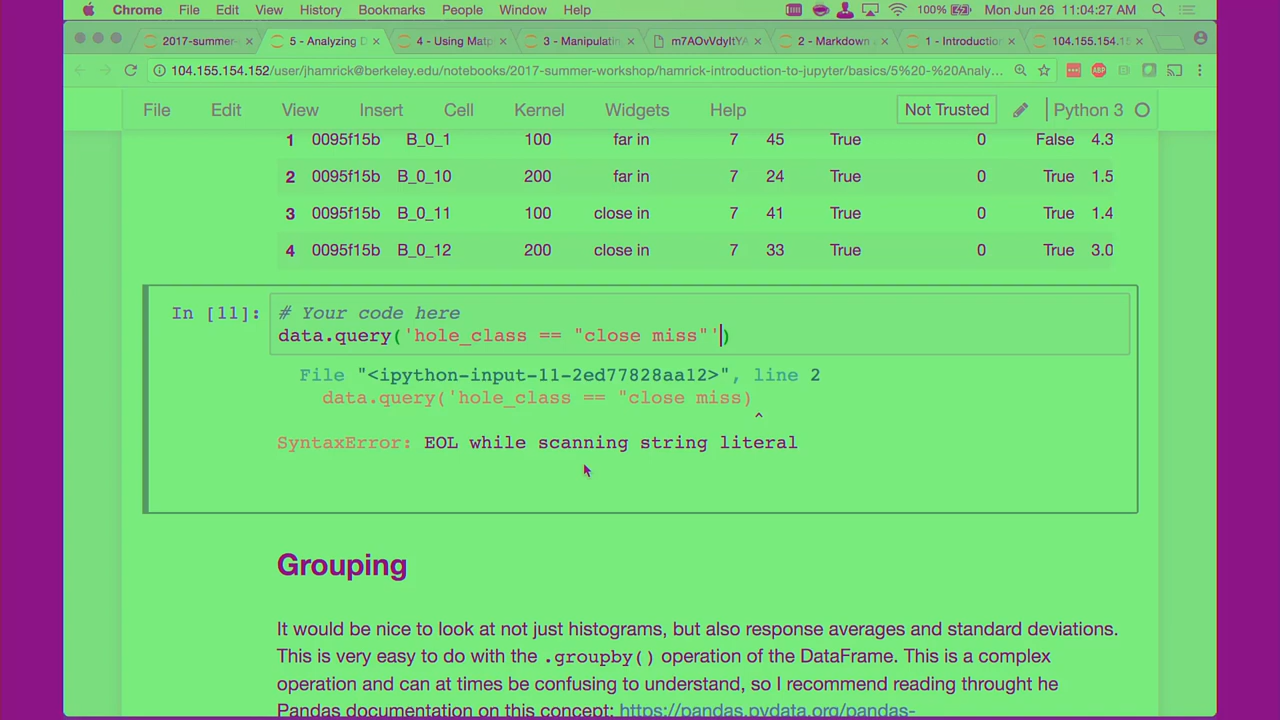 Chrome File Edit View History Bookmarks People Window Help 100% Mon Jun 26 11:04:27 AM
2017-summer- 5 - Analyzing D 4 - Using Matp 3 - Manipulatin m7AOvVdyItYA 2 - Markdown 1 - Introduction 104.155.154.15
104.155.154.152/user/jhamrick@berkeley.edu/notebooks/2017-summer-workshop/hamrick-introduction-to-jupyter/basics/5%20-%20Analy... ABP
File Edit View Insert Cell Kernel Widgets Help Not Trusted Python 3
1 0095f15b B_0_1 100 far in 7 45 True 0 False 4.3
2 0095f15b B_0_10 200 far in 7 24 True 0 True 1.5
3 0095f15b B_0_11 100 close in 7 41 True 0 True 1.4
4 0095f15b B_0_12 200 close in 7 33 True 0 True 3.0
In [11]: # Your code here
data.query('hole_class == "close miss"')
File "<ipython-input-11-2ed77828aa12>", line 2
data.query('hole_class == "close miss)
^
SyntaxError: EOL while scanning string literal
Grouping
It would be nice to look at not just histograms, but also response averages and standard deviations.
This is very easy to do with the .groupby() operation of the DataFrame. This is a complex
operation and can at times be confusing to understand, so I recommend reading throught he
Pandas documentation on this concept: https://pandas.pydata.org/pandas-